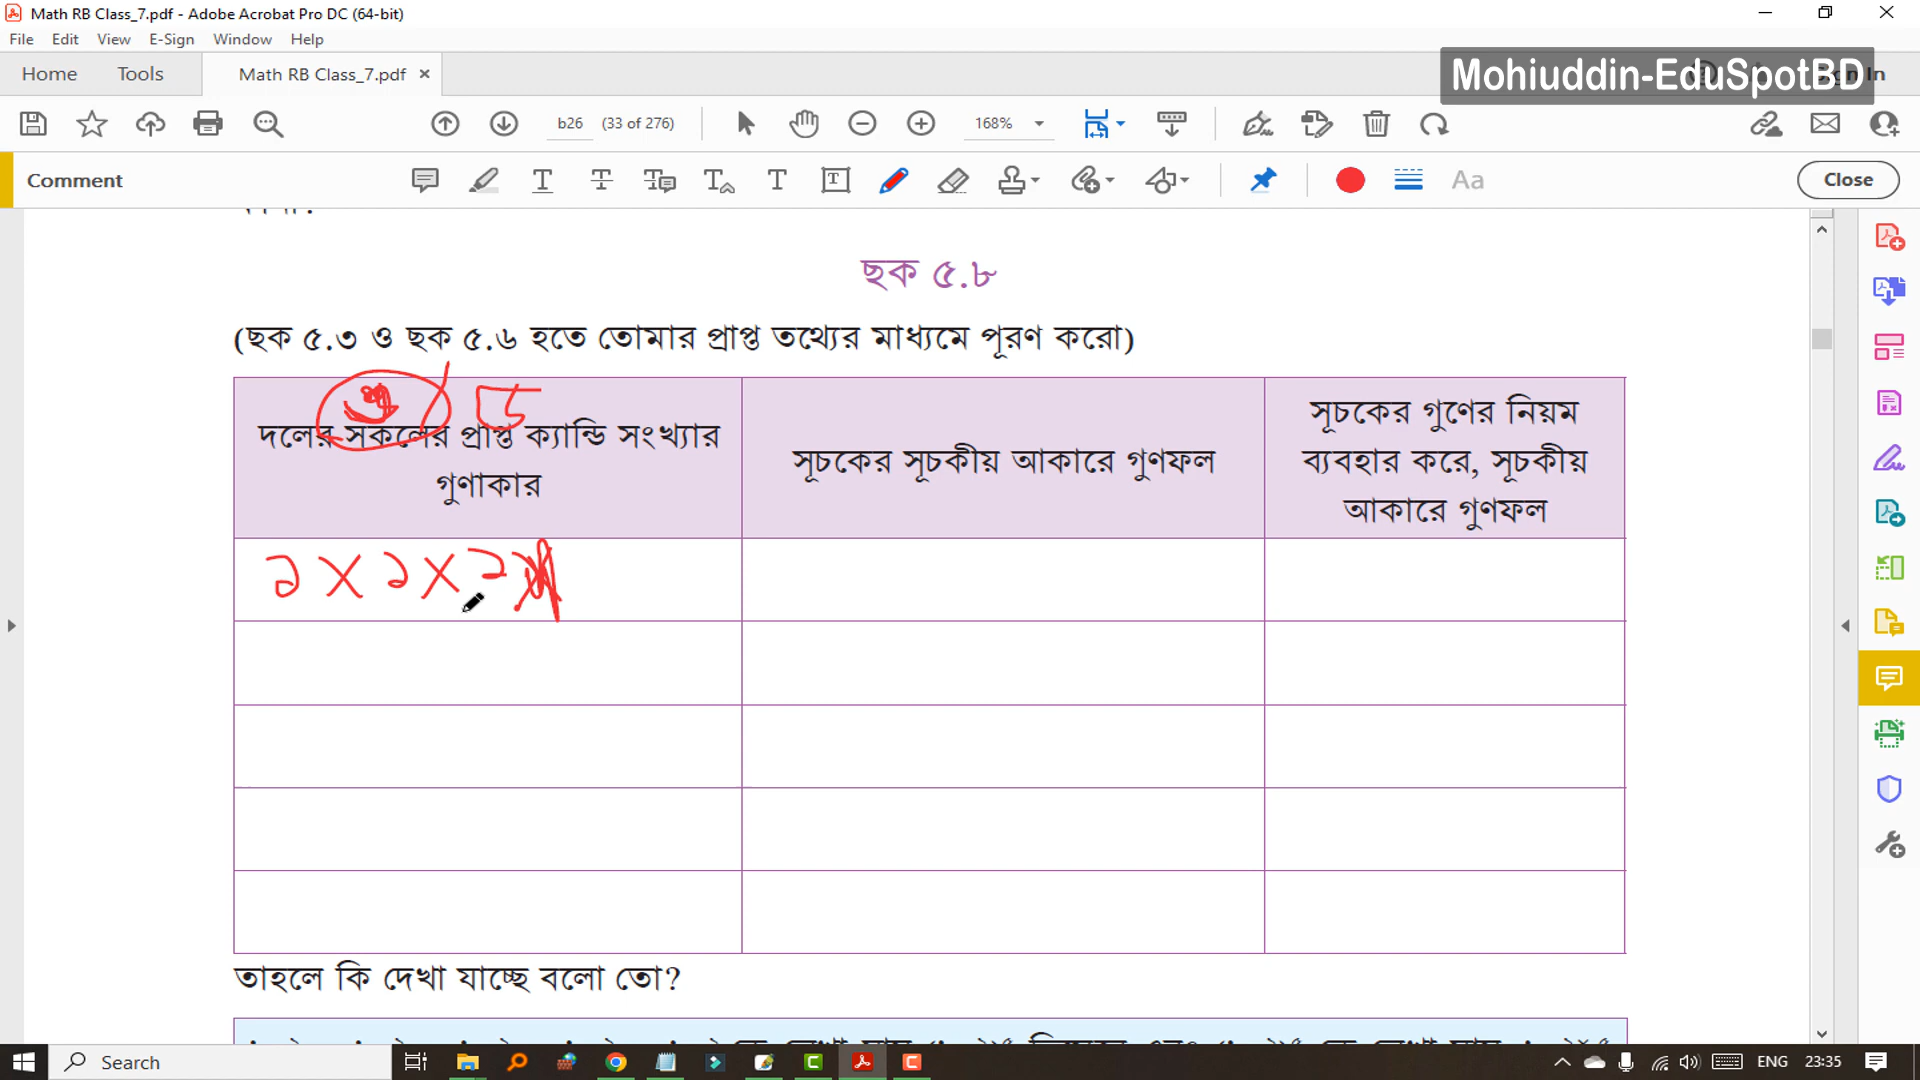 Math RB Class_7.pdf - Adobe Acrobat Pro DC (64-bit)
File Edit View E-Sign Window Help
Home Tools Math RB Class_7.pdf × In
Mohiuddin-EduSpotBD
b26 (33 of 276) 168%
Comment Aa Close
ছক ৫.৮
(ছক ৫.৩ ও ছক ৫.৬ হতে তোমার প্রাপ্ত তথ্যের মাধ্যমে পূরণ করো)
দলের সকলের প্রাপ্ত ক্যান্ডি সংখ্যার
গুণাকার
সূচকের সূচকীয় আকারে গুণফল
সূচকের গুণের নিয়ম
ব্যবহার করে, সূচকীয়
আকারে গুণফল
২ × ২ × ২
তাহলে কি দেখা যাচ্ছে বলো তো?
Search ENG 23:35